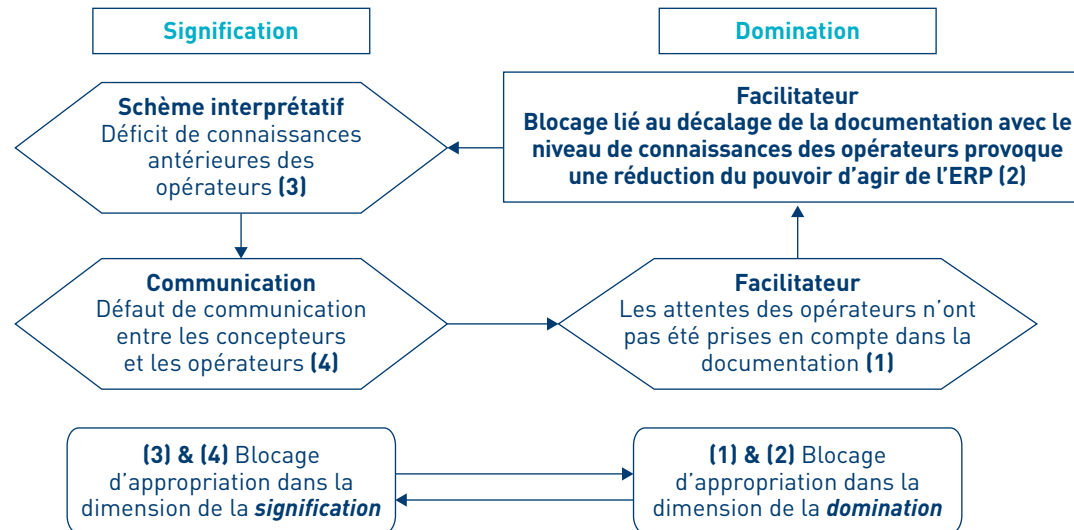 Signification
Domination
Schème interprétatif
Déficit de connaissances
antérieures des
opérateurs (3)
Facilitateur
Blocage lié au décalage de la documentation avec le
niveau de connaissances des opérateurs provoque
une réduction du pouvoir d’agir de l’ERP (2)
Communication
Défaut de communication
entre les concepteurs
et les opérateurs (4)
Facilitateur
Les attentes des opérateurs n’ont
pas été prises en compte dans la
documentation (1)
(3) & (4) Blocage
d’appropriation dans la
dimension de la signification
(1) & (2) Blocage
d’appropriation dans la
dimension de la domination